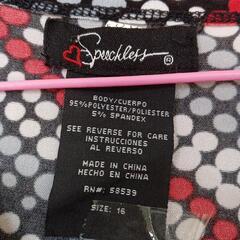 Speechless ®
BODY/CUERPO
95% POLYESTER/POLIESTER
5% SPANDEX
SEE REVERSE FOR CARE
INSTRUCCIONES
AL REVERSO
MADE IN CHINA
HECHO EN CHINA
RN#: 58539
SIZE: 16